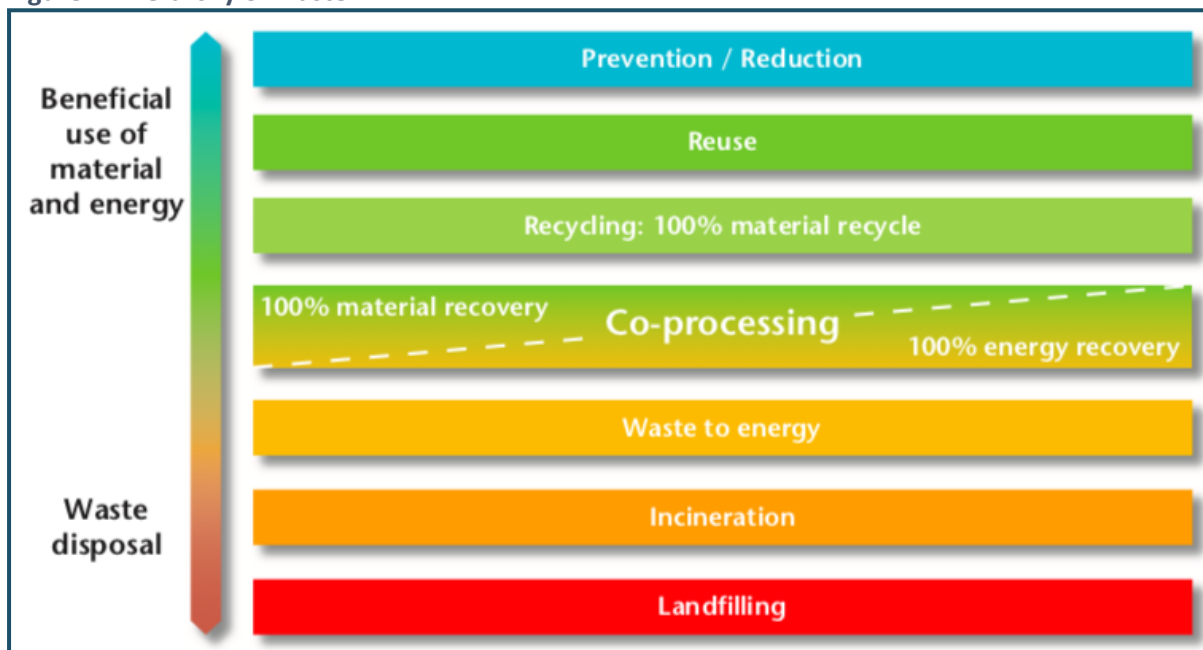 Prevention / Reduction
Beneficial
use of
material
and energy
Reuse
Recycling: 100% material recycle
100% material recovery
Co-processing
100% energy recovery
Waste to energy
Waste
disposal
Incineration
Landfilling